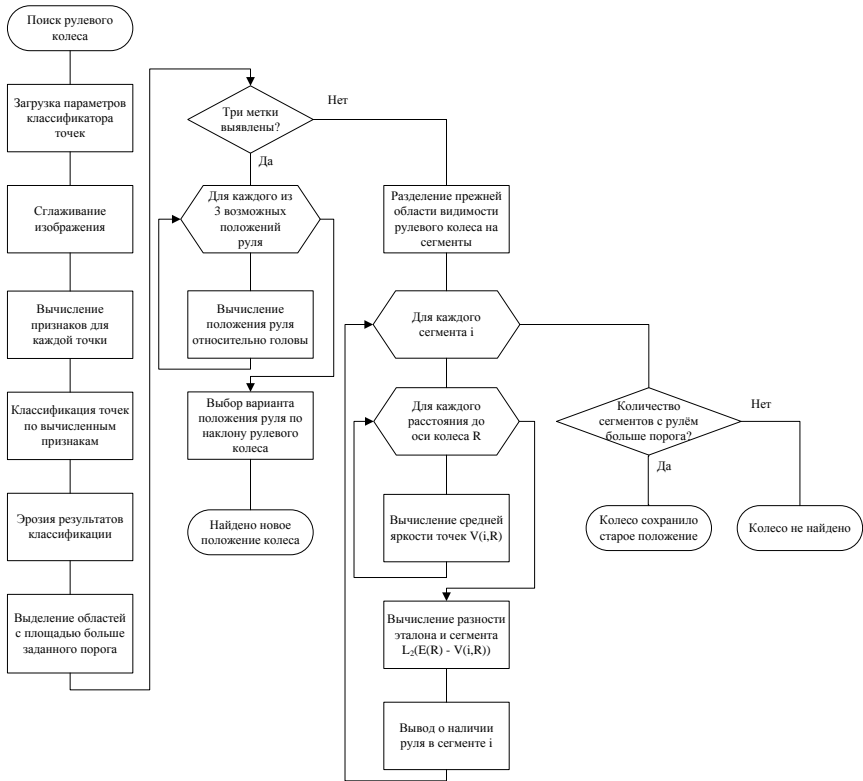 Поиск рулевого
колеса
Загрузка параметров
классификатора
точек
Сглаживание
изображения
Вычисление
признаков для
каждой точки
Классификация точек
по вычисленным
признакам
Эрозия результатов
классификации
Выделение областей
с площадью больше
заданного порога
Три метки
выявлены?
Нет
Да
Для каждого из
3 возможных
положений
руля
Вычисление
положения руля
относительно головы
Выбор варианта
положения руля по
наклону рулевого
колеса
Найдено новое
положение колеса
Разделение прежней
области видимости
рулевого колеса на
сегменты
Для каждого
сегмента i
Для каждого
расстояния до
оси колеса R
Вычисление средней
яркости точек V(i,R)
Вычисление разности
эталона и сегмента
L₂(E(R) - V(i,R))
Вывод о наличии
руля в сегменте i
Количество
сегментов с рулём
больше порога?
Нет
Да
Колесо сохранило
старое положение
Колесо не найдено